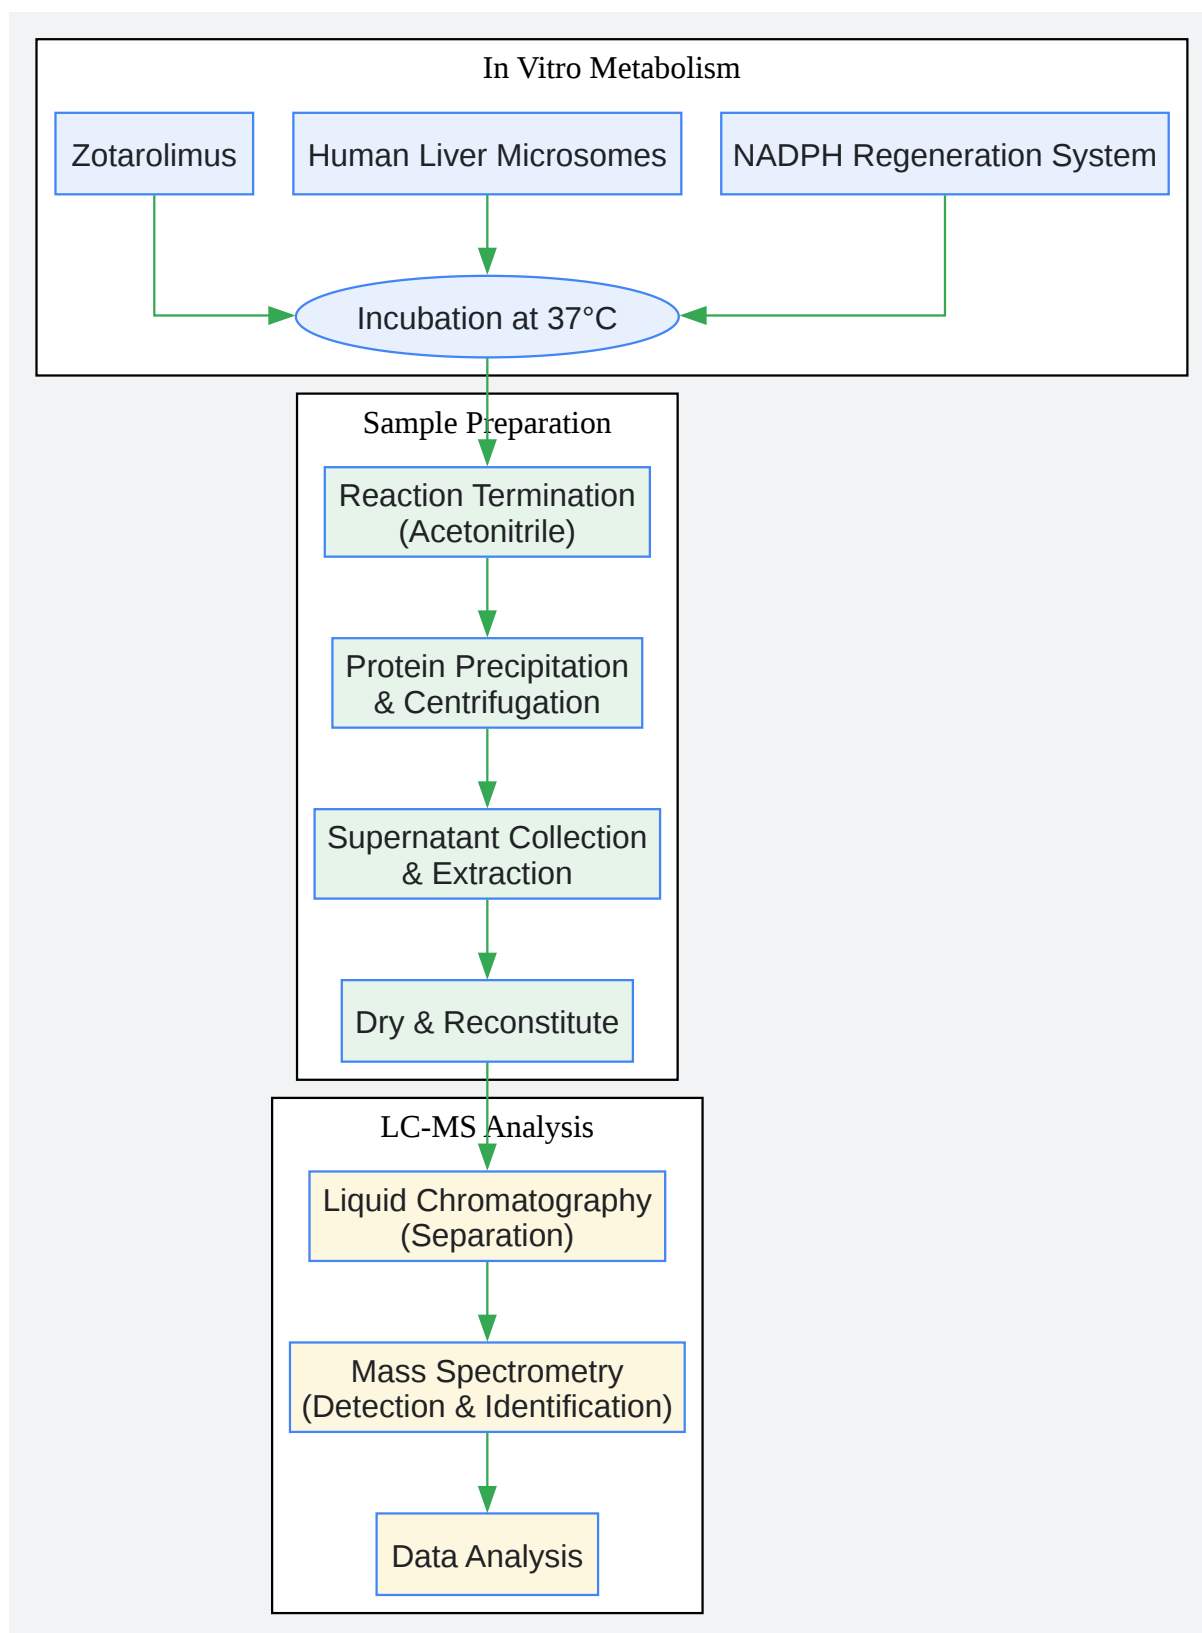 In Vitro Metabolism
Zotarolimus
Human Liver Microsomes
NADPH Regeneration System
Incubation at 37°C
Sample Preparation
Reaction Termination
(Acetonitrile)
Protein Precipitation
& Centrifugation
Supernatant Collection
& Extraction
Dry & Reconstitute
LC-MS Analysis
Liquid Chromatography
(Separation)
Mass Spectrometry
(Detection & Identification)
Data Analysis